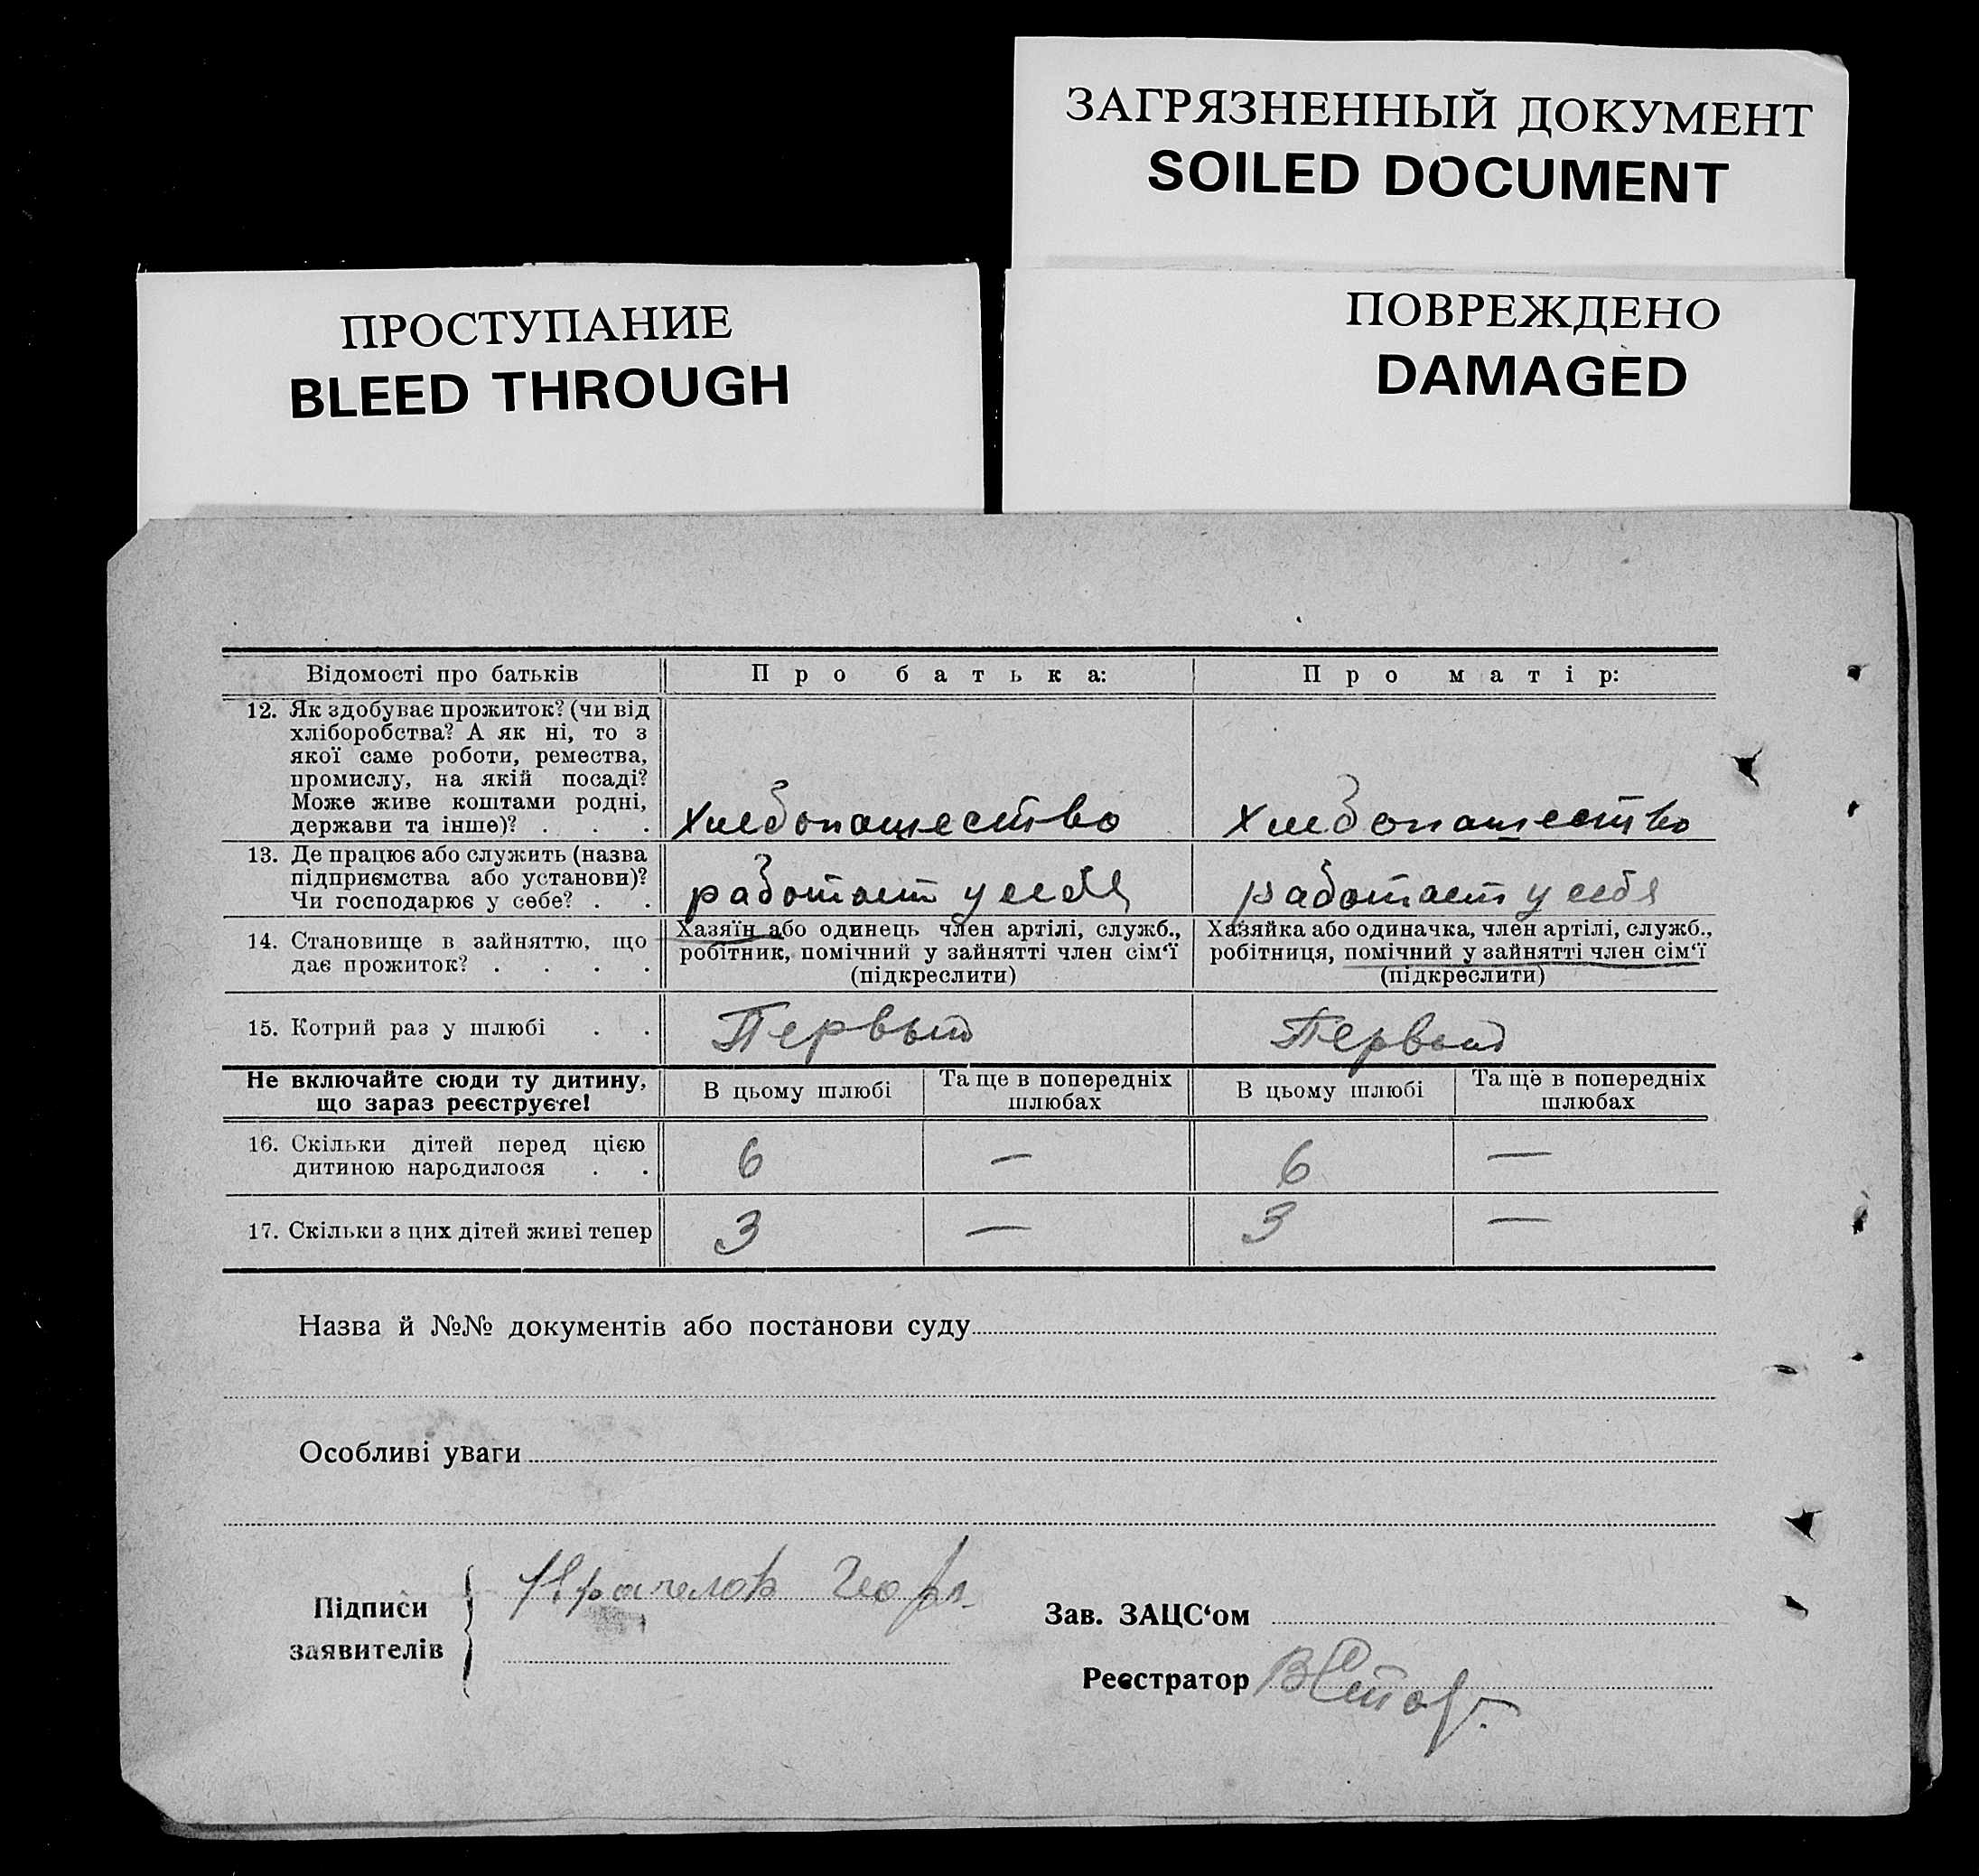 ЗАГРЯЗНЕННЫЙ ДОКУМЕНТ
SOILED DOCUMENT
ПРОСТУПАНИЕ
BLEED THROUGH
ПОВРЕЖДЕНО
DAMAGED
Відомості про батьків
Про батька:
Про матір:
12. Як здобуває прожиток? (чи від
хліборобства? А як ні, то з
якої саме роботи, ремества,
промислу, на якій посаді?
Може живе коштами родні,
держави та інше)? . . .
Хлебопашество
Хлебопашество
13. Де працює або служить (назва
підприємства або установи)?
Чи господарює у себе? . .
работает у себя
работает у себя
14. Становище в зайняттю, що
дає прожиток? . . . .
Хазяїн або одинець член артілі, служб.,
робітник, помічний у зайнятті член сім‘ї
(підкреслити)
Хазяйка або одиначка, член артілі, служб.,
робітниця, помічний у зайнятті член сім‘ї
(підкреслити)
15. Котрий раз у шлюбі . .
Первый
Первый
Не включайте сюди ту дитину,
що зараз реєструєте!
В цьому шлюбі
Та ще в попередніх
шлюбах
В цьому шлюбі
Та ще в попередніх
шлюбах
16. Скільки дітей перед цією
дитиною народилося . .
6 — 6 —
17. Скільки з цих дітей живі тепер
3 — 3 —
Назва й №№ документів або постанови суду
Особливі уваги
Підписи
заявителів
Зав. ЗАЦС‘ом
Реєстратор